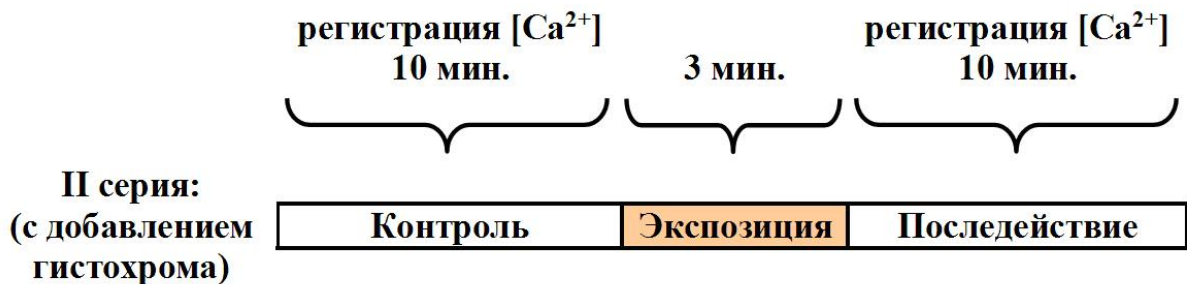 регистрация [Ca²⁺]
10 мин.
3 мин.
регистрация [Ca²⁺]
10 мин.
II серия:
(с добавлением
гистохрома)
Контроль
Экспозиция
Последействие